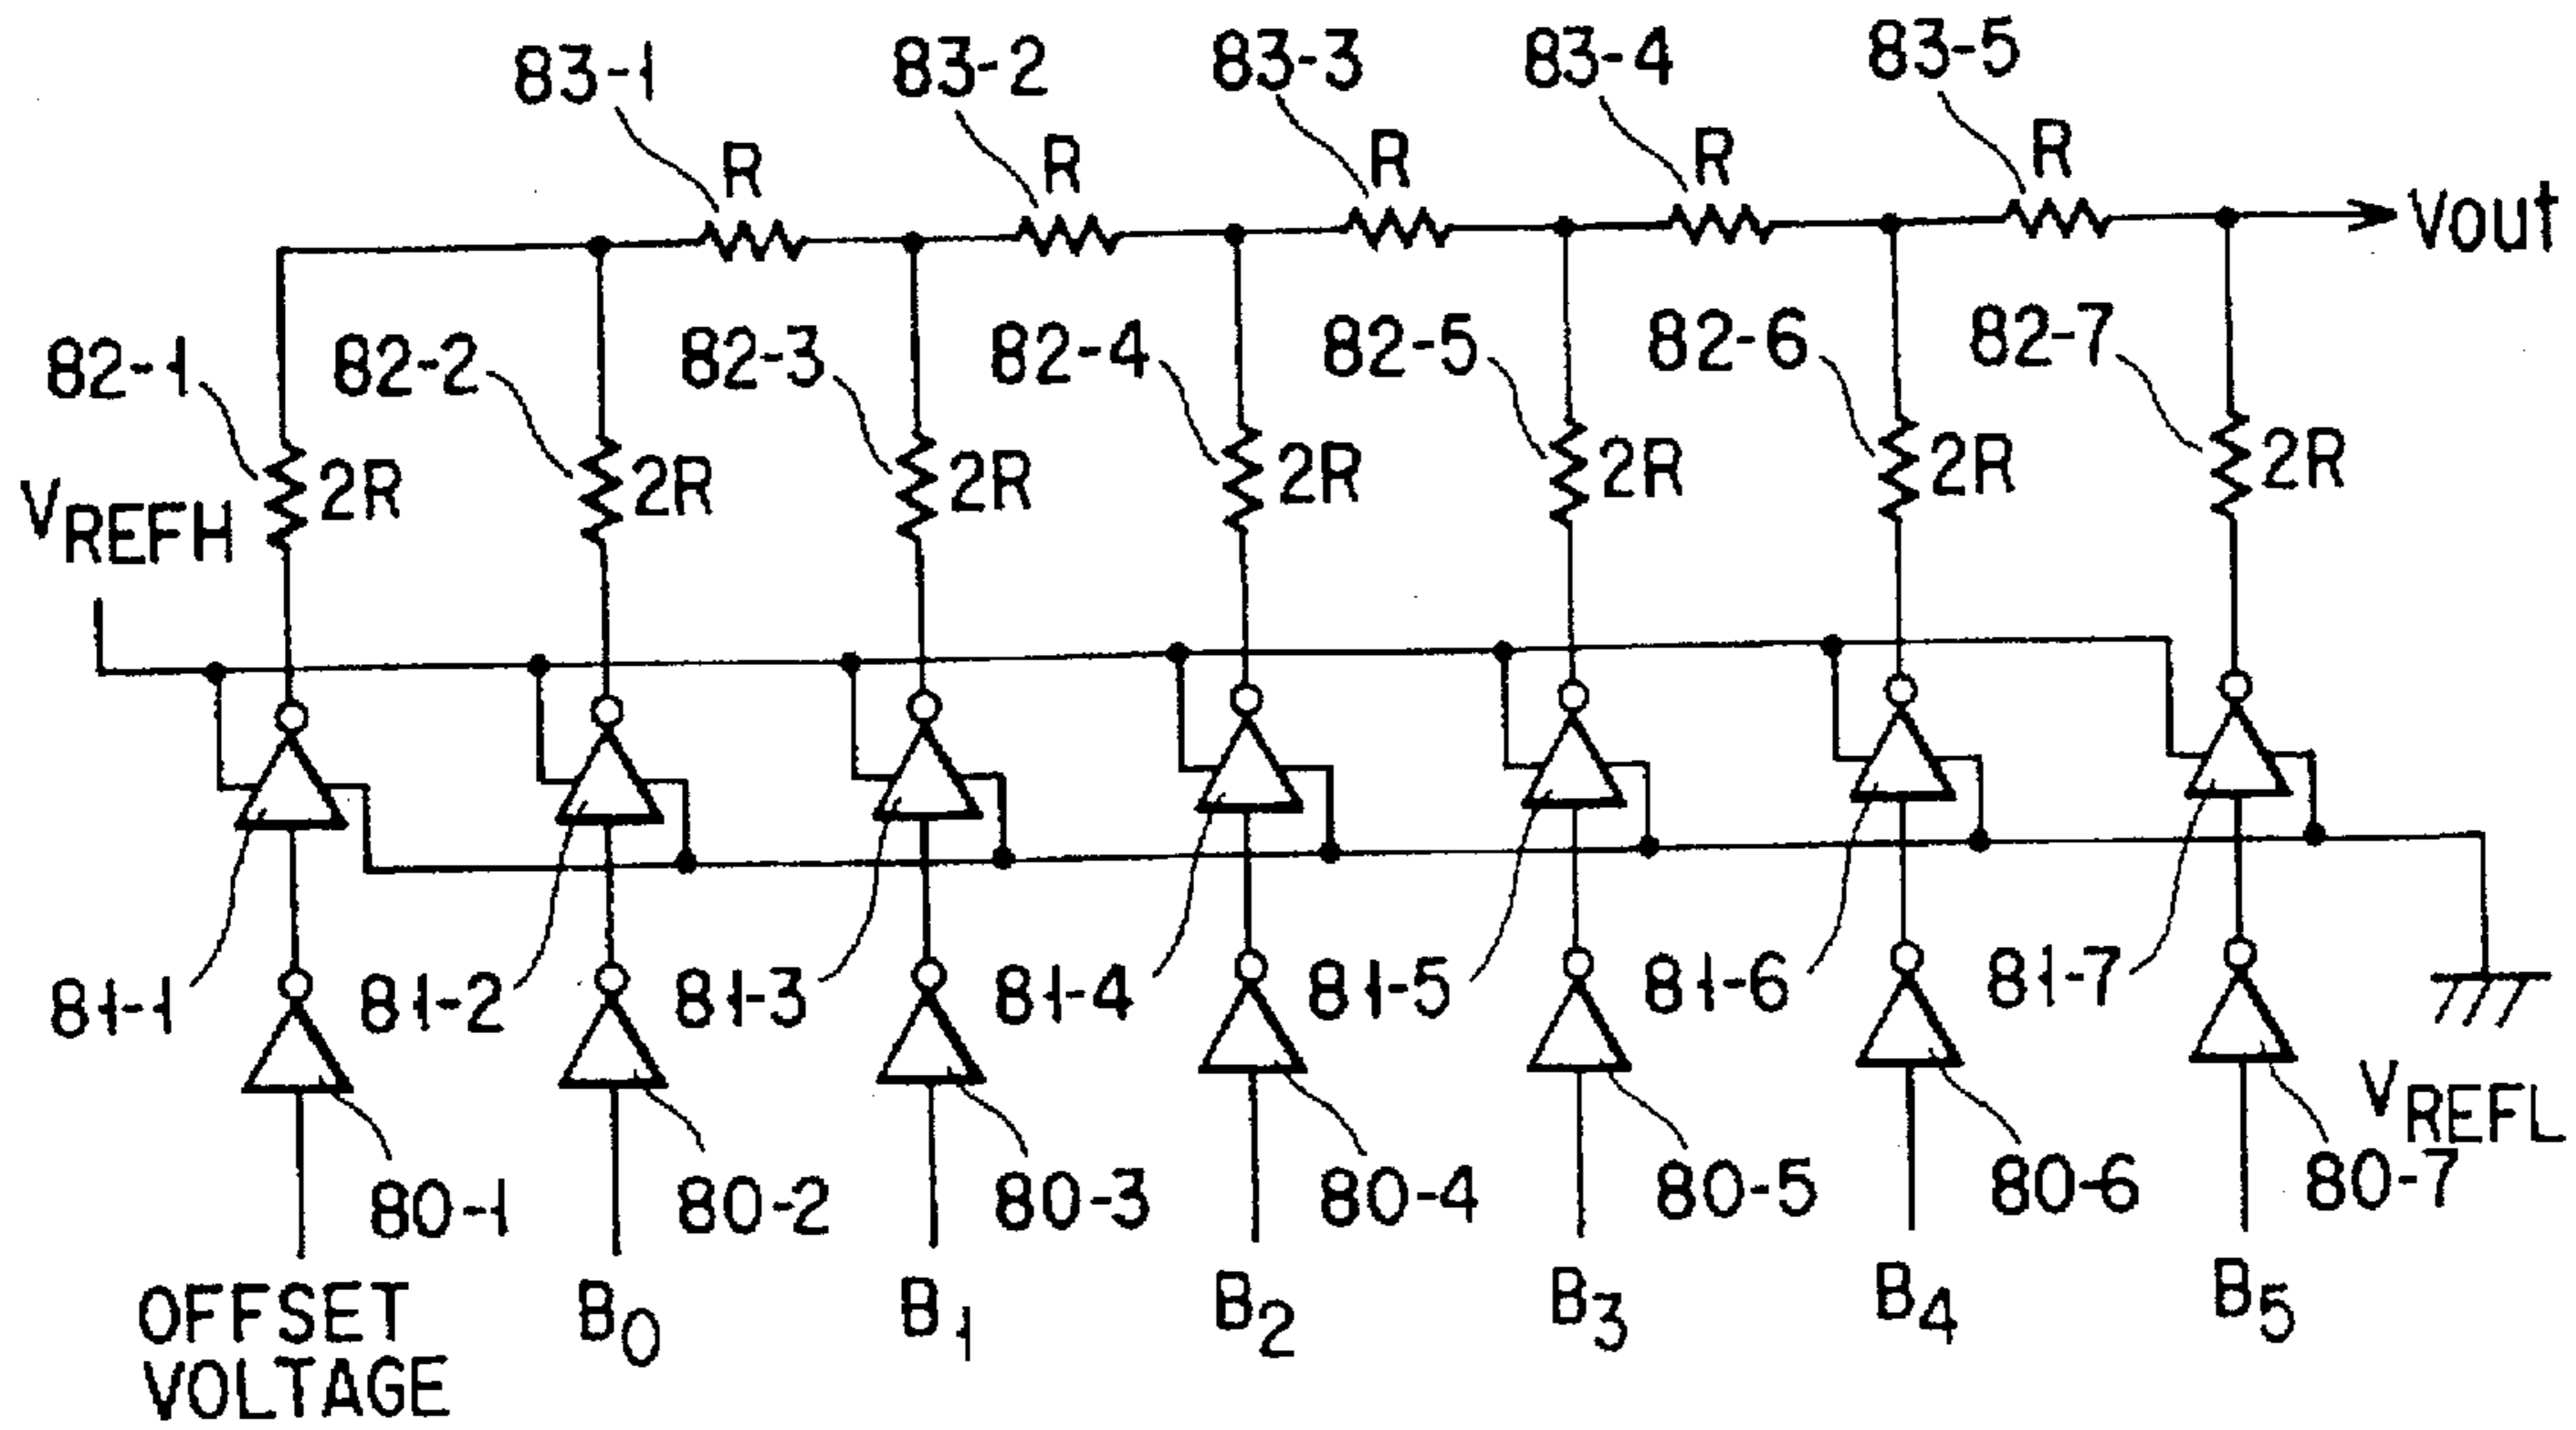 83-1 83-2 83-3 83-4 83-5
R R R R R
Vout
82-1 82-2 82-3 82-4 82-5 82-6 82-7
2R 2R 2R 2R 2R 2R 2R
VREFH
81-1 81-2 81-3 81-4 81-5 81-6 81-7
VREFL
80-1 80-2 80-3 80-4 80-5 80-6 80-7
OFFSET VOLTAGE
B0 B1 B2 B3 B4 B5